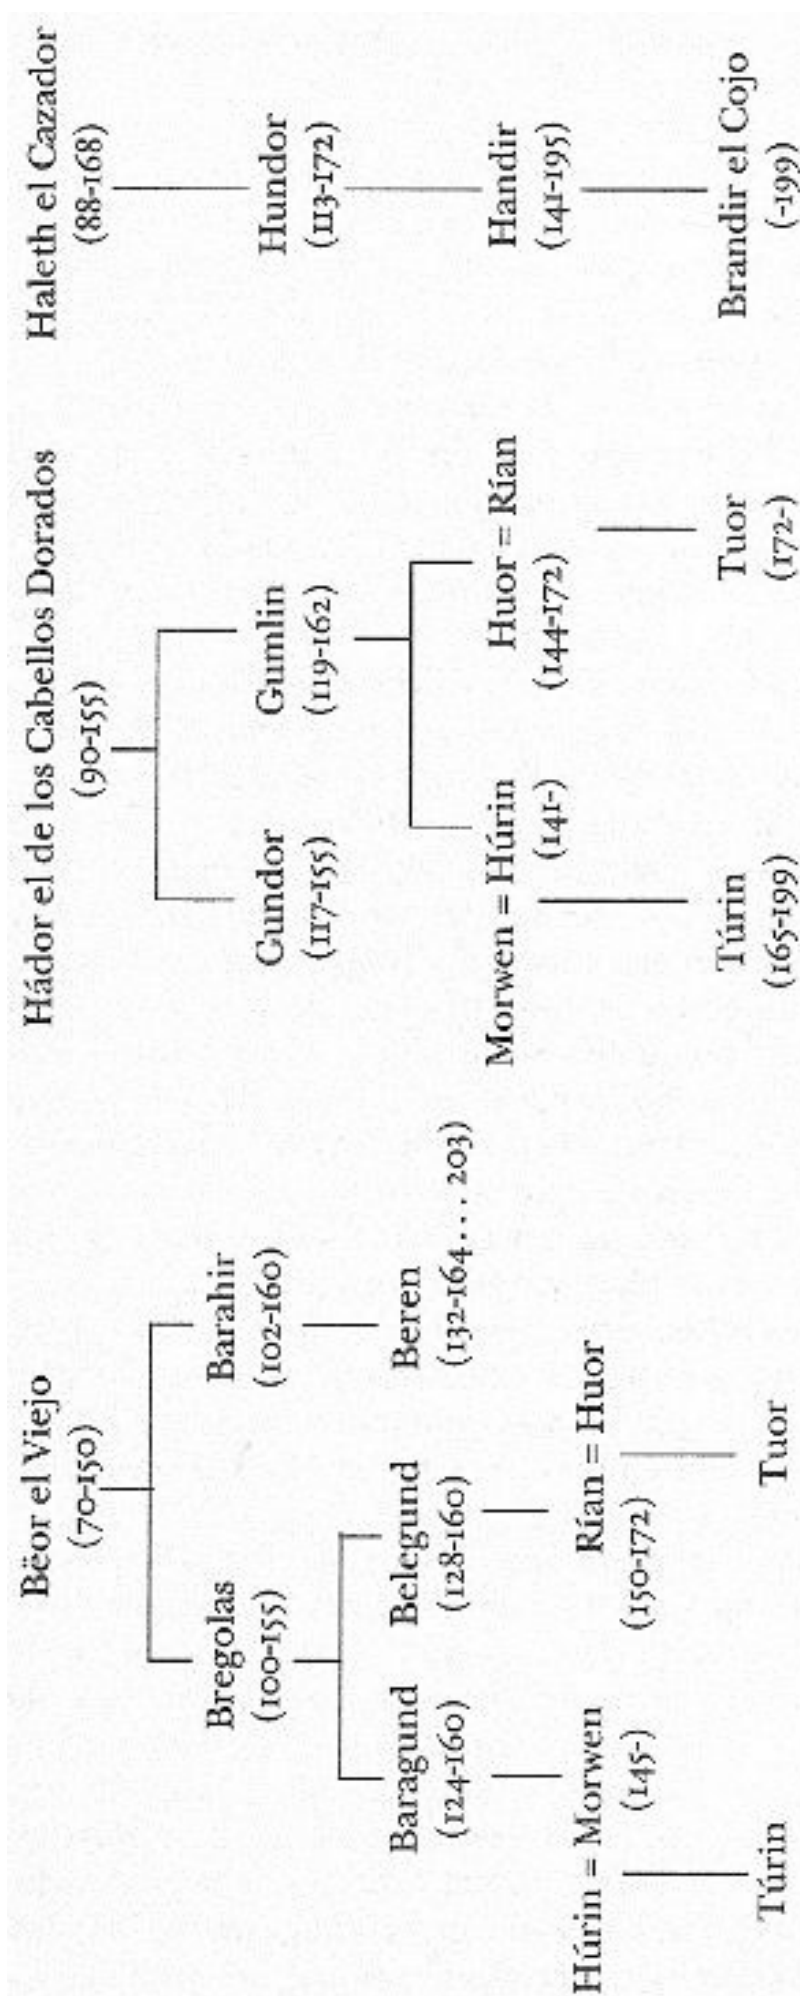 Bëor el Viejo
(70-150)
Bregolas
(100-155)
Barahir
(102-160)
Baragund
(124-160)
Belegund
(128-160)
Beren
(132-164... 203)
Húrin = Morwen
(145-)
Rían = Huor
(150-172)
Túrin
Tuor
Hádor el de los Cabellos Dorados
(90-155)
Gundor
(117-155)
Gumlin
(119-162)
Morwen = Húrin
(141-)
Huor = Rían
(144-172)
Túrin
(165-199)
Tuor
(172-)
Haleth el Cazador
(88-168)
Hundor
(113-172)
Handir
(141-195)
Brandir el Cojo
(-199)